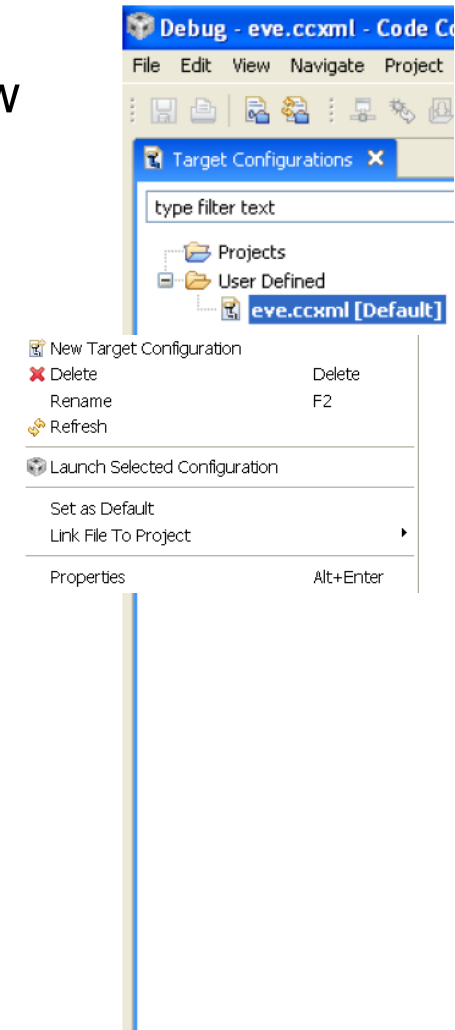 w
Debug - eve.ccxml - Code Co
File Edit View Navigate Project
Target Configurations
type filter text
Projects
User Defined
eve.ccxml [Default]
New Target Configuration
Delete Delete
Rename F2
Refresh
Launch Selected Configuration
Set as Default
Link File To Project
Properties Alt+Enter